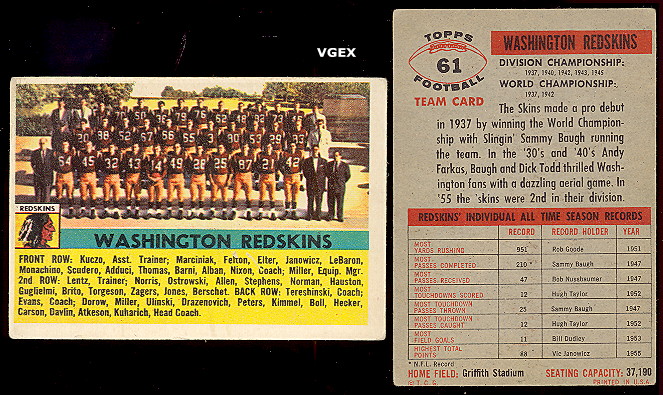 VGEX
REDSKINS
WASHINGTON REDSKINS
FRONT ROW: Kuczo, Asst. Trainer; Marciniak, Felton, Elter, Janowicz, LeBaron,
Monachino, Scudero, Adduci, Thomas, Barni, Alban, Nixon, Coach; Miller, Equip. Mgr.
2ND ROW: Lentz, Trainer; Norris, Ostrowski, Allen, Stephens, Norman, Hauston,
Guglielmi, Brito, Torgeson, Zagers, Jones, Berschet. BACK ROW: Tereshinski, Coach;
Evans, Coach; Dorow, Miller, Ulinski, Drazenovich, Peters, Kimmel, Boll, Hecker,
Carson, Davlin, Atkeson, Kuharich, Head Coach.
TOPPS
61
FOOTBALL
TEAM CARD
WASHINGTON REDSKINS
DIVISION CHAMPIONSHIP:
1937, 1940, 1942, 1943, 1945
WORLD CHAMPIONSHIP:
1937, 1942
The Skins made a pro debut
in 1937 by winning the World Champion-
ship with Slingin' Sammy Baugh running
the team. In the '30's and '40's Andy
Farkas, Baugh and Dick Todd thrilled Wash-
ington fans with a dazzling aerial game. In
'55 the 'skins were 2nd in their division.
REDSKINS' INDIVIDUAL ALL TIME SEASON RECORDS
RECORD RECORD HOLDER YEAR
MOST YARDS RUSHING 951 Rob Goode 1951
MOST PASSES COMPLETED 210* Sammy Baugh 1947
MOST PASSES RECEIVED 47 Bob Nussbaumer 1947
MOST TOUCHDOWNS SCORED 12 Hugh Taylor 1952
MOST TOUCHDOWN PASSES THROWN 25 Sammy Baugh 1947
MOST TOUCHDOWN PASSES CAUGHT 12 Hugh Taylor 1952
MOST FIELD GOALS 11 Bill Dudley 1953
HIGHEST TOTAL POINTS 88 Vic Janowicz 1955
* N.F.L. Record
HOME FIELD: Griffith Stadium SEATING CAPACITY: 37,190
© T.C.G. PRINTED IN U.S.A.